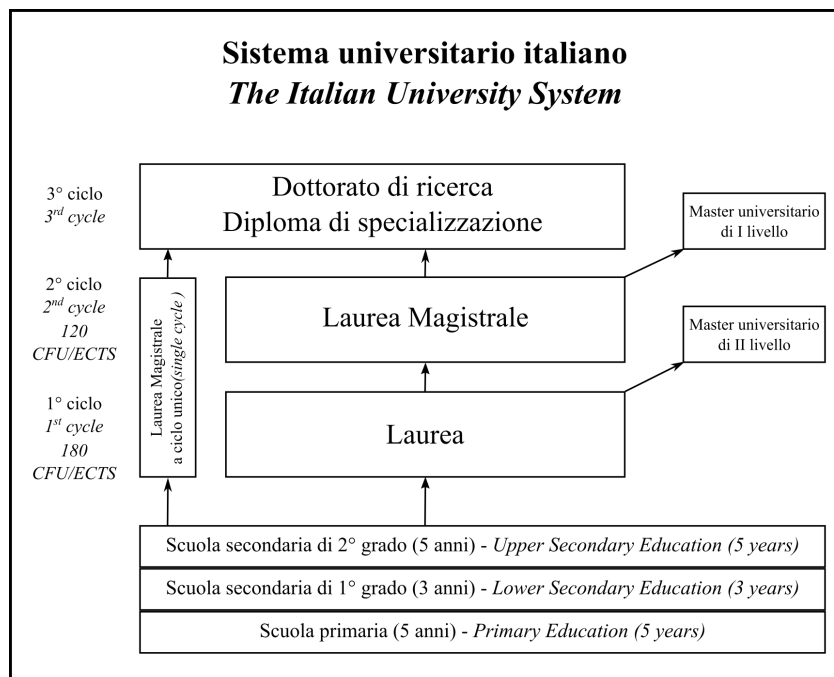 Sistema universitario italiano
The Italian University System
3° ciclo
3rd cycle
Dottorato di ricerca
Diploma di specializzazione
Master universitario
di I livello
2° ciclo
2nd cycle
120
CFU/ECTS
Laurea Magistrale
a ciclo unico(single cycle )
Laurea Magistrale
Master universitario
di II livello
1° ciclo
1st cycle
180
CFU/ECTS
Laurea
Scuola secondaria di 2° grado (5 anni) - Upper Secondary Education (5 years)
Scuola secondaria di 1° grado (3 anni) - Lower Secondary Education (3 years)
Scuola primaria (5 anni) - Primary Education (5 years)